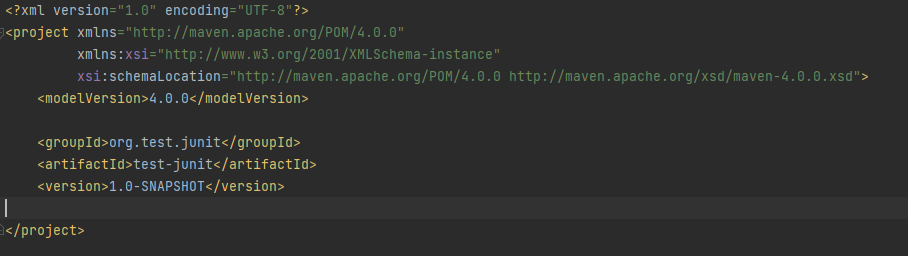 <?xml version="1.0" encoding="UTF-8"?>
<project xmlns="http://maven.apache.org/POM/4.0.0"
         xmlns:xsi="http://www.w3.org/2001/XMLSchema-instance"
         xsi:schemaLocation="http://maven.apache.org/POM/4.0.0 http://maven.apache.org/xsd/maven-4.0.0.xsd">
    <modelVersion>4.0.0</modelVersion>

    <groupId>org.test.junit</groupId>
    <artifactId>test-junit</artifactId>
    <version>1.0-SNAPSHOT</version>

</project>